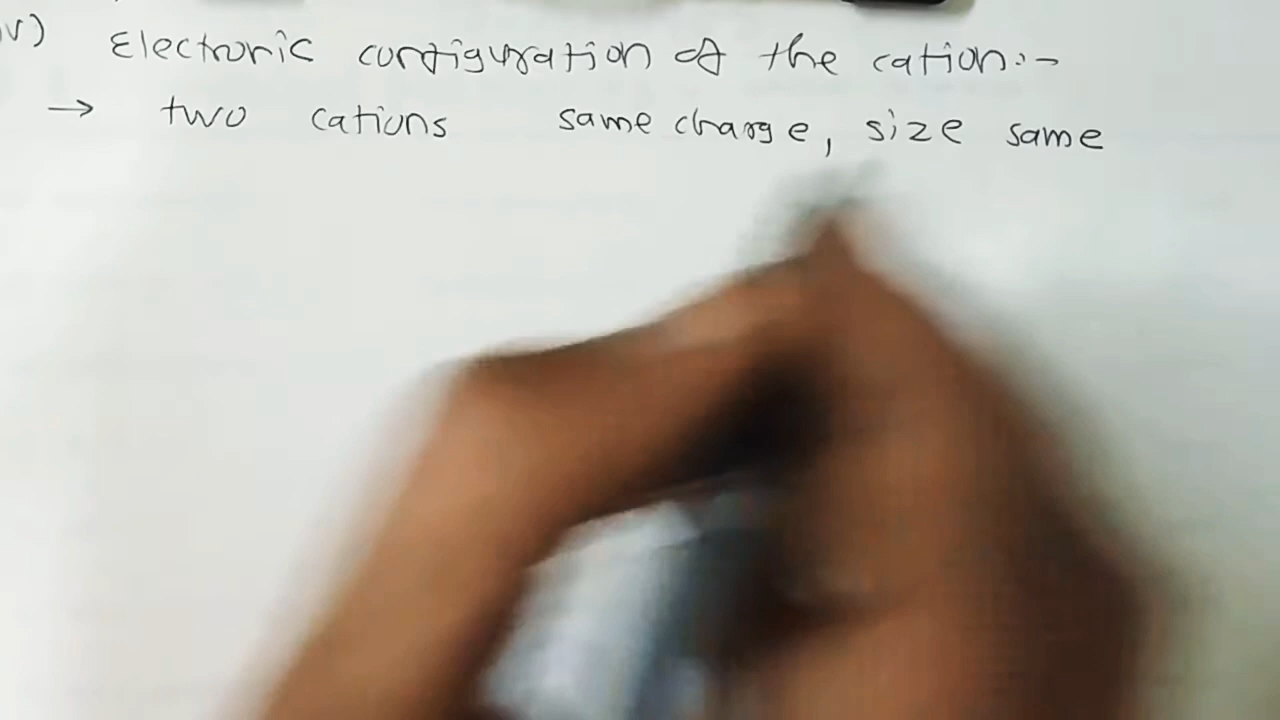 v) Electronic configuration of the cation:-
→ two cations same charge, size same